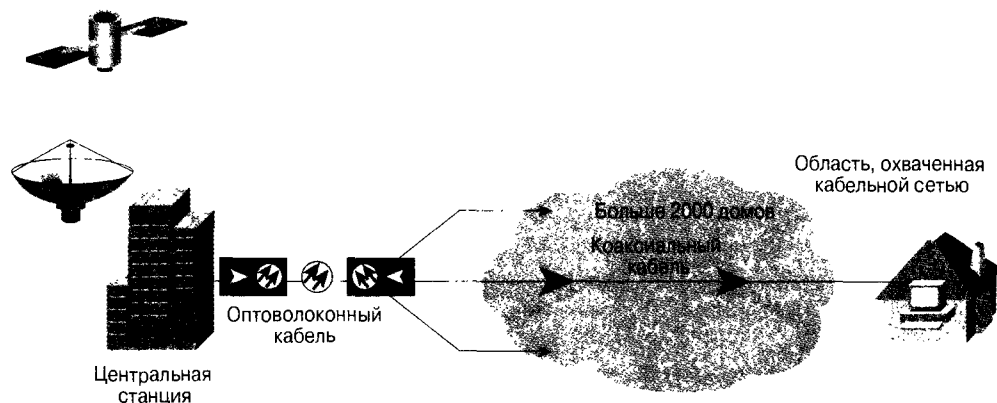 Область, охваченная
кабельной сетью
Больше 2000 домов
Коаксиальный
кабель
Оптоволоконный
кабель
Центральная
станция